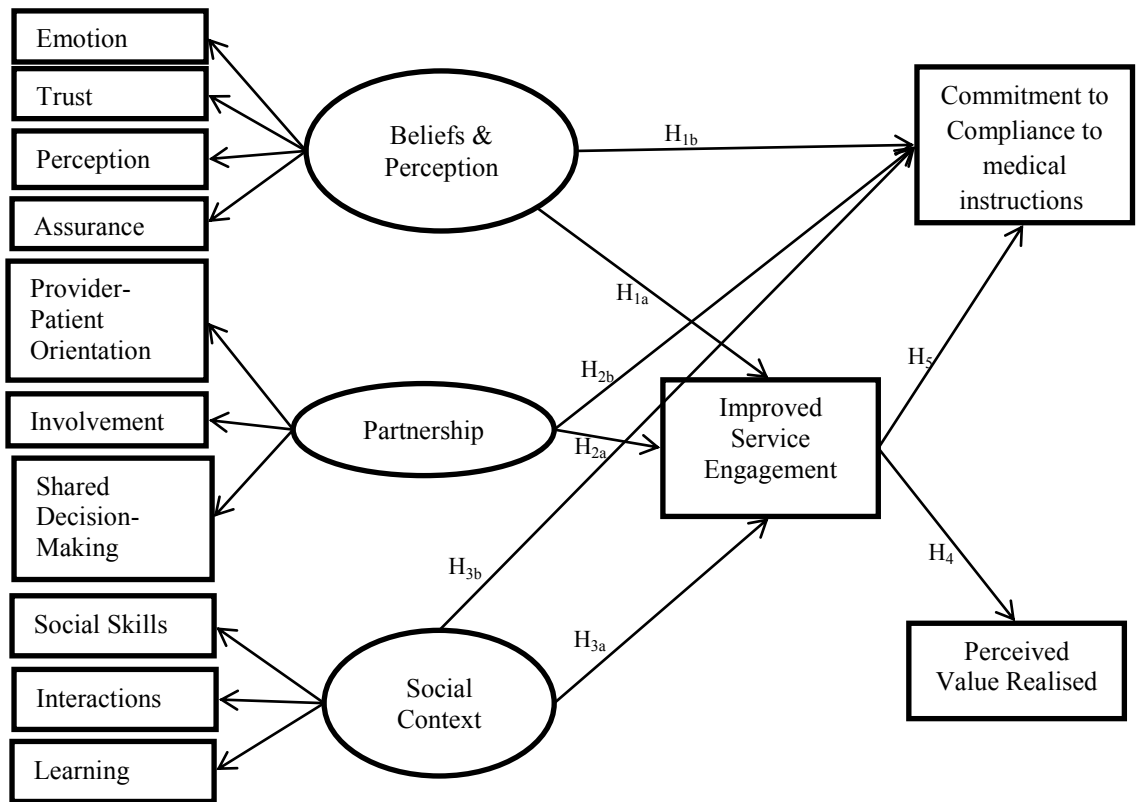 Emotion
Trust
Perception
Assurance
Provider-
Patient
Orientation
Involvement
Shared
Decision-
Making
Social Skills
Interactions
Learning
Beliefs &
Perception
Partnership
Social
Context
H1b
H1a
H2b
H2a
H3b
H3a
Improved
Service
Engagement
H5
H4
Commitment to
Compliance to
medical
instructions
Perceived
Value Realised